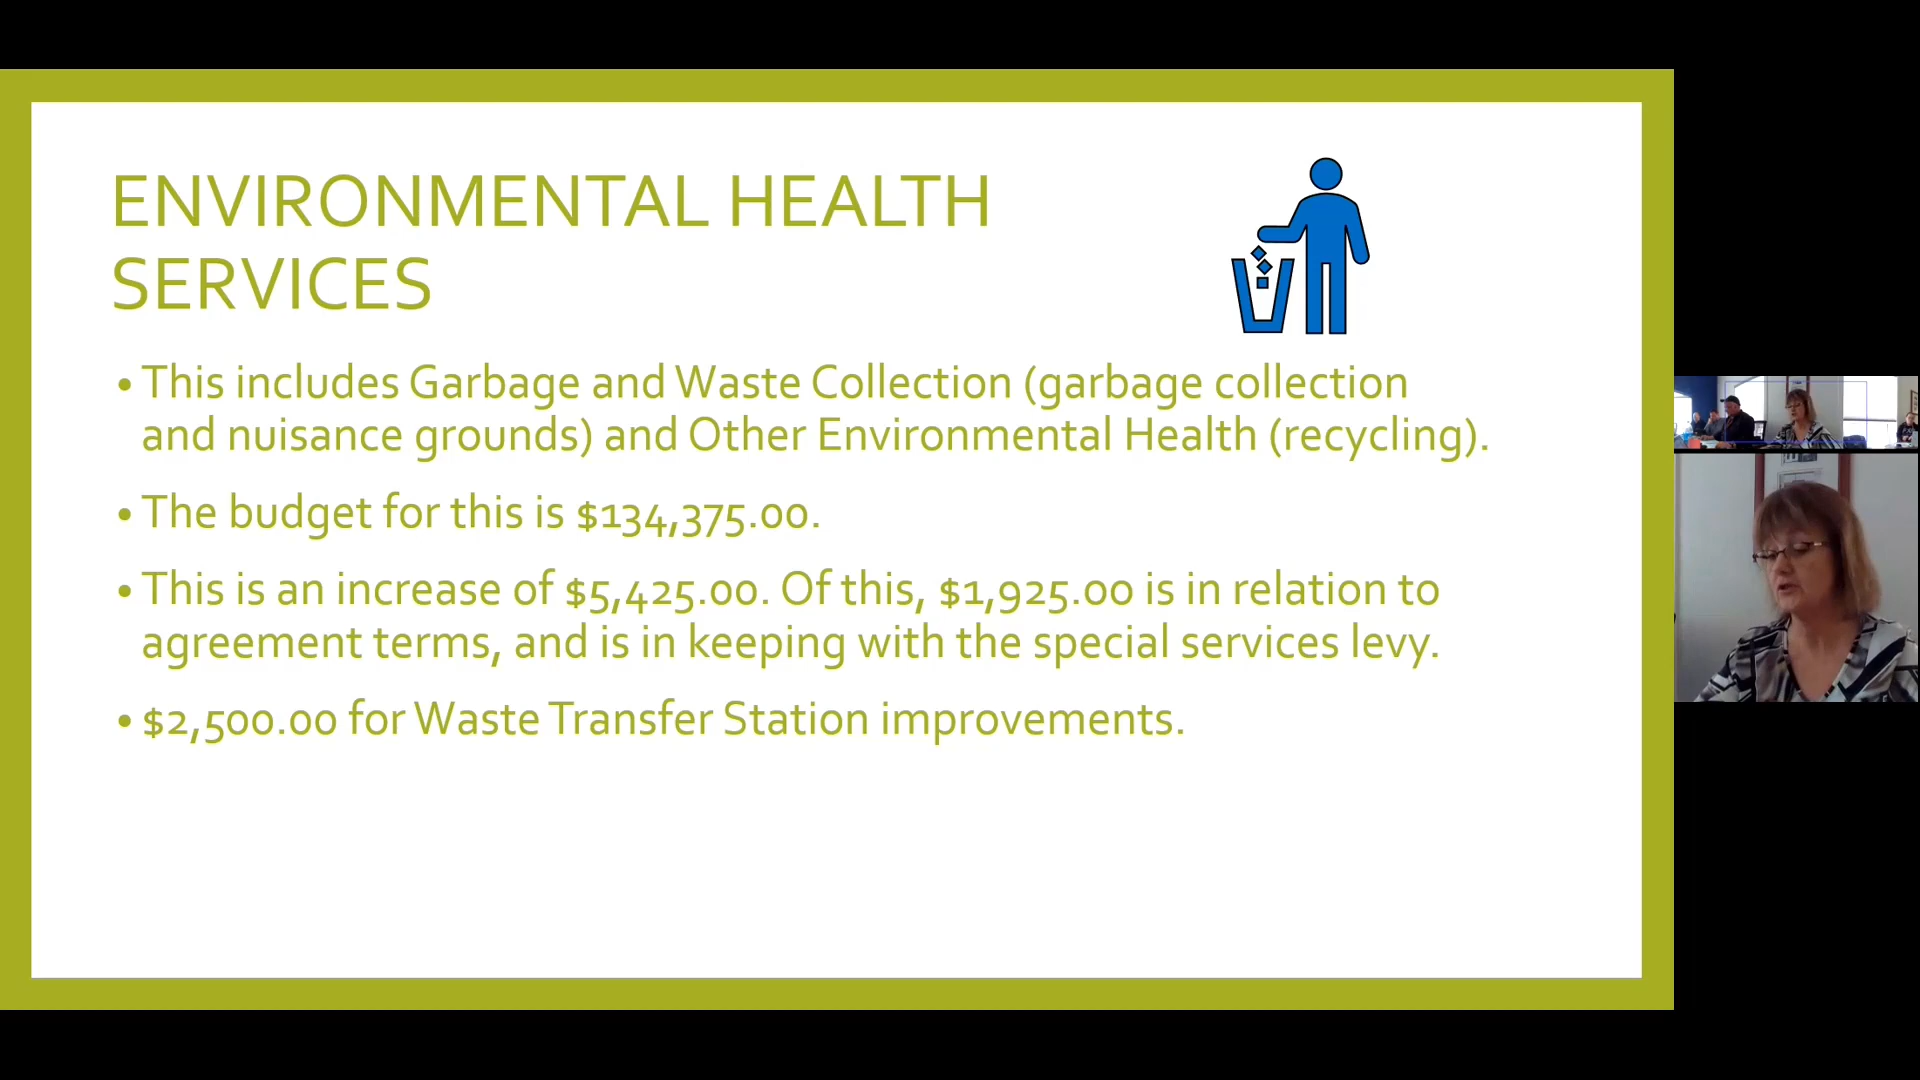 ENVIRONMENTAL HEALTH
SERVICES
• This includes Garbage and Waste Collection (garbage collection
and nuisance grounds) and Other Environmental Health (recycling).
• The budget for this is $134,375.00.
• This is an increase of $5,425.00. Of this, $1,925.00 is in relation to
agreement terms, and is in keeping with the special services levy.
• $2,500.00 for Waste Transfer Station improvements.